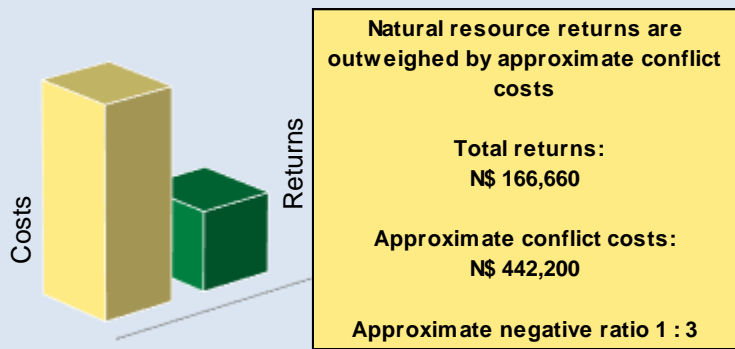 Costs
Returns
Natural resource returns are
outweighed by approximate conflict
costs
Total returns:
N$ 166,660
Approximate conflict costs:
N$ 442,200
Approximate negative ratio 1 : 3